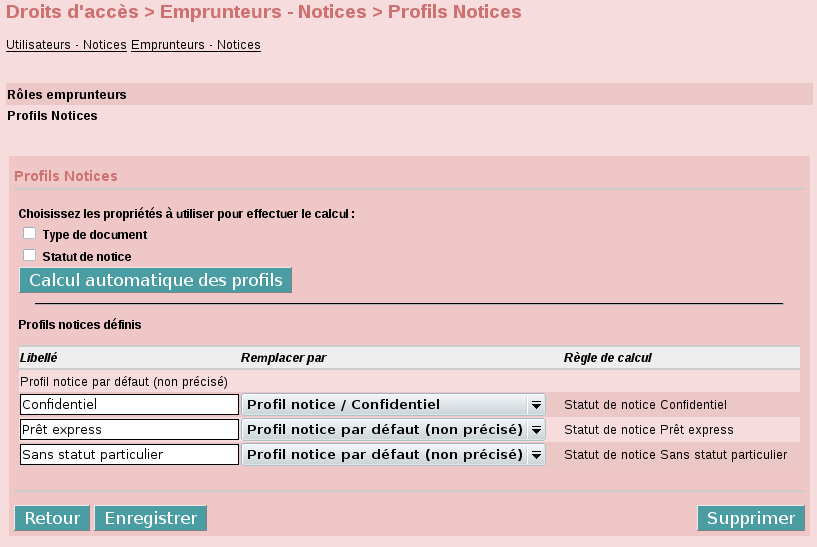 Droits d'accès > Emprunteurs - Notices > Profils Notices
Utilisateurs - Notices Emprunteurs - Notices
Rôles emprunteurs
Profils Notices
Profils Notices
Choisissez les propriétés à utiliser pour effectuer le calcul :
Type de document
Statut de notice
Calcul automatique des profils
Profils notices définis
Libellé Remplacer par Règle de calcul
Profil notice par défaut (non précisé)
Confidentiel Profil notice / Confidentiel Statut de notice Confidentiel
Prêt express Profil notice par défaut (non précisé) Statut de notice Prêt express
Sans statut particulier Profil notice par défaut (non précisé) Statut de notice Sans statut particulier
Retour Enregistrer Supprimer